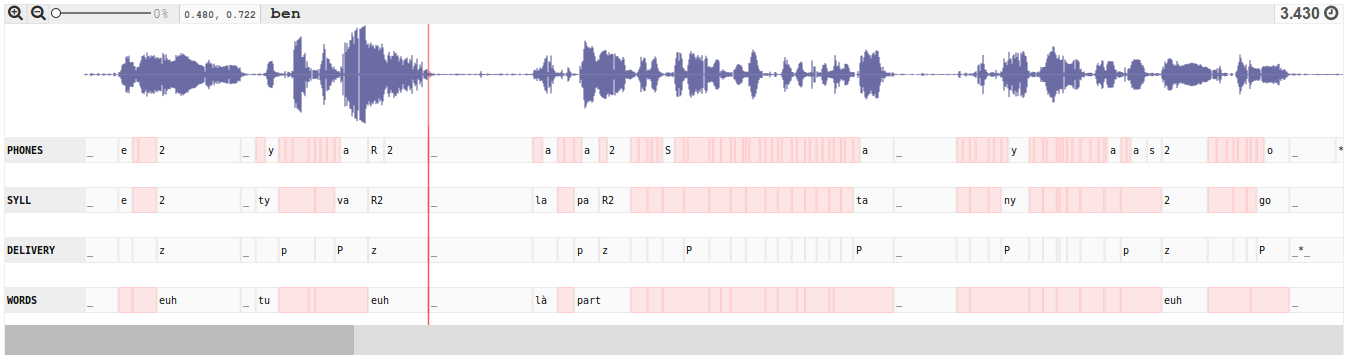 0% 0.480, 0.722 ben 3.430
PHONES _ e 2 _ y a R 2 _ a a 2 S a _ y a a s 2 o _ *
SYLL _ e 2 _ ty va R2 _ la pa R2 ta _ ny 2 go _
DELIVERY _ z _ p P z _ p z P P _ P p z P _*_
WORDS _ euh _ tu euh _ là part _ euh _